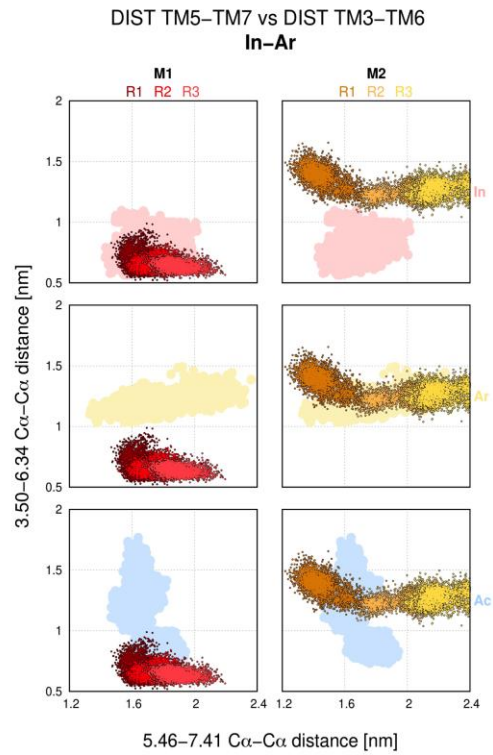 DIST TM5−TM7 vs DIST TM3−TM6
In−Ar
M1 M2
R1 R2 R3 R1 R2 R3
2
1.5
1
0.5
In
2
1.5
1
0.5
Ar
2
1.5
1
0.5
Ac
1.2 1.6 2 2.4 1.2 1.6 2 2.4
3.50−6.34 Cα−Cα distance [nm]
5.46−7.41 Cα−Cα distance [nm]